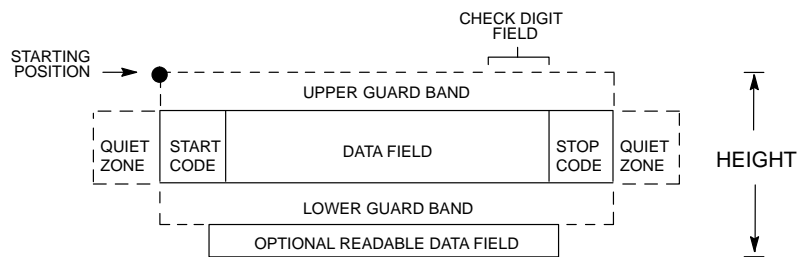 CHECK DIGIT
FIELD
STARTING
POSITION
UPPER GUARD BAND
QUIET
ZONE
START
CODE
DATA FIELD
STOP
CODE
QUIET
ZONE
HEIGHT
LOWER GUARD BAND
OPTIONAL READABLE DATA FIELD